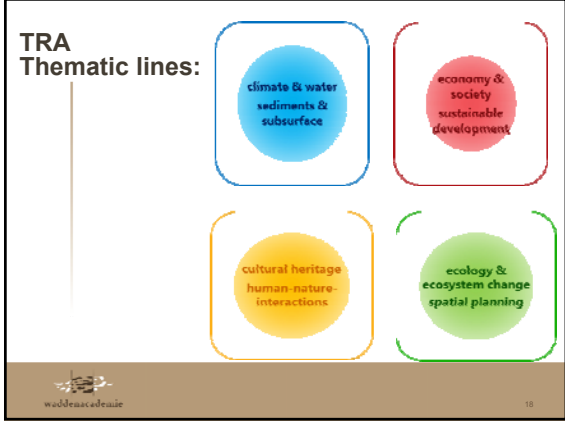 TRA
Thematic lines:
climate & water
sediments &
subsurface
economy &
society
sustainable
development
cultural heritage
human-nature-
interactions
ecology &
ecosystem change
spatial planning
waddenacademie
18